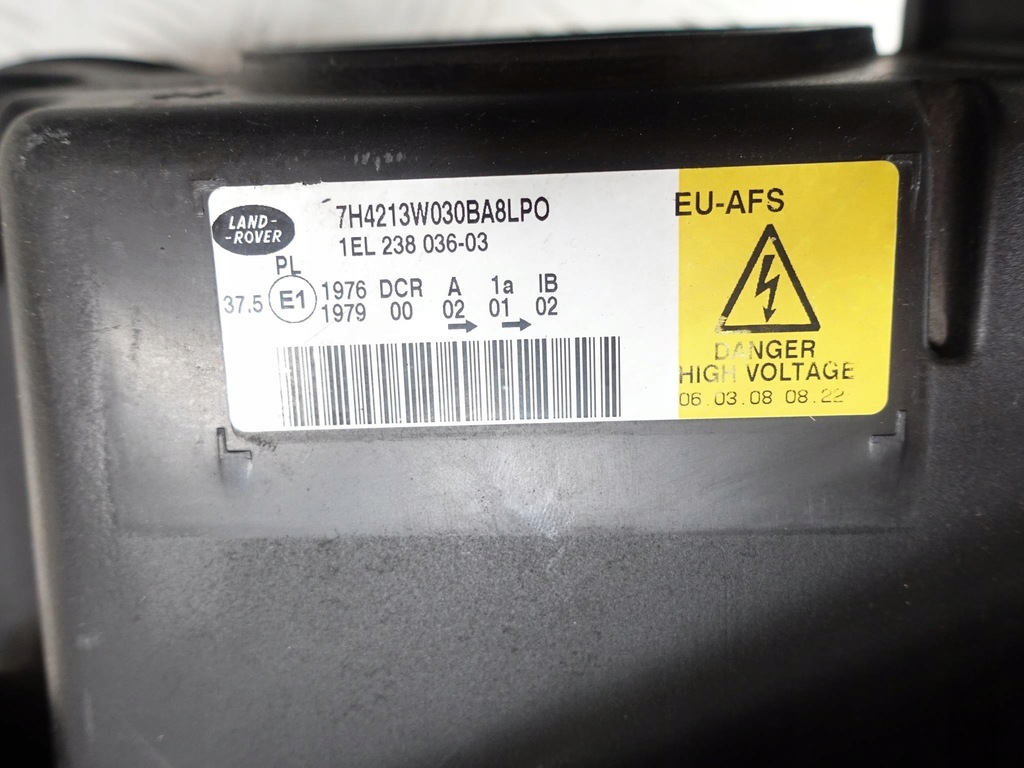 LAND-
-ROVER
7H4213W030BA8LPO
1EL 238 036-03
PL
37.5 E1 1976 DCR A 1a IB
1979 00 02 01 02
EU-AFS
DANGER
HIGH VOLTAGE
06.03.08 08.22